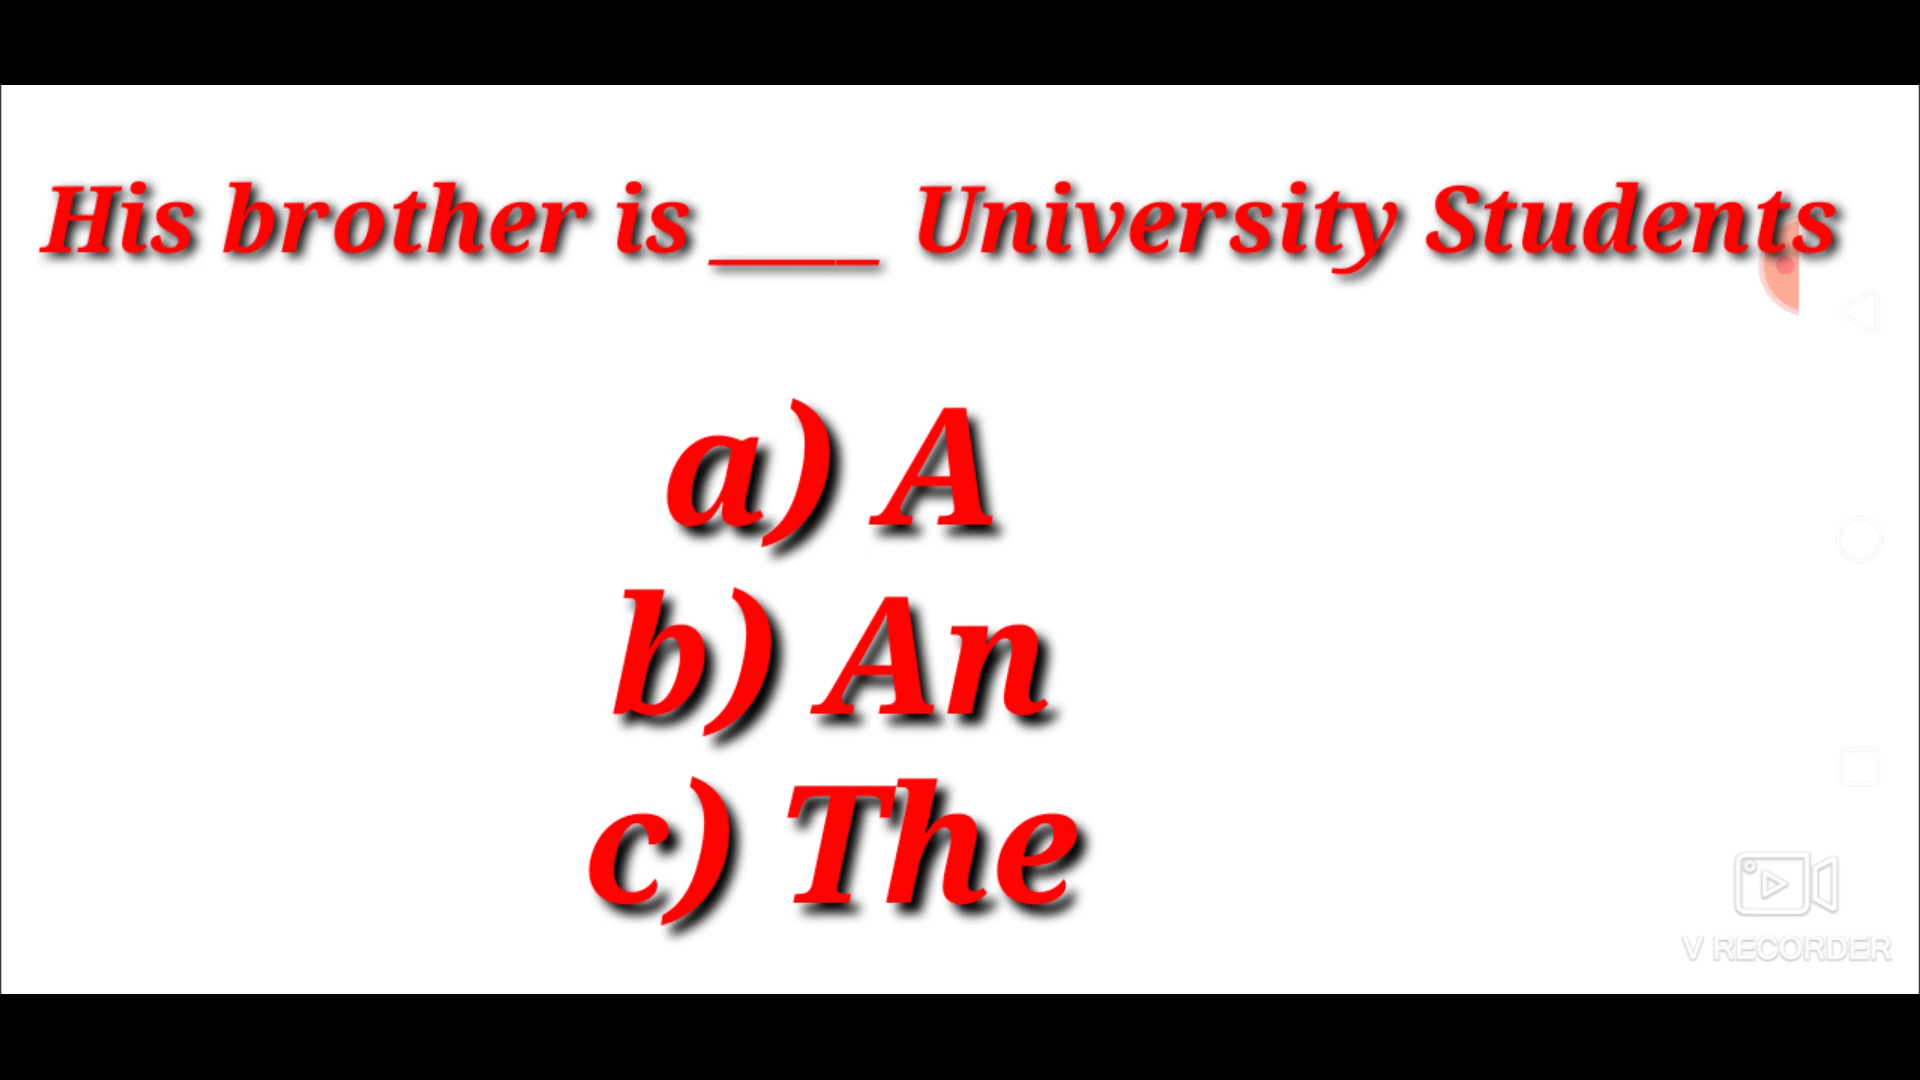 His brother is ____ University Students
a) A
b) An
c) The
V RECORDER